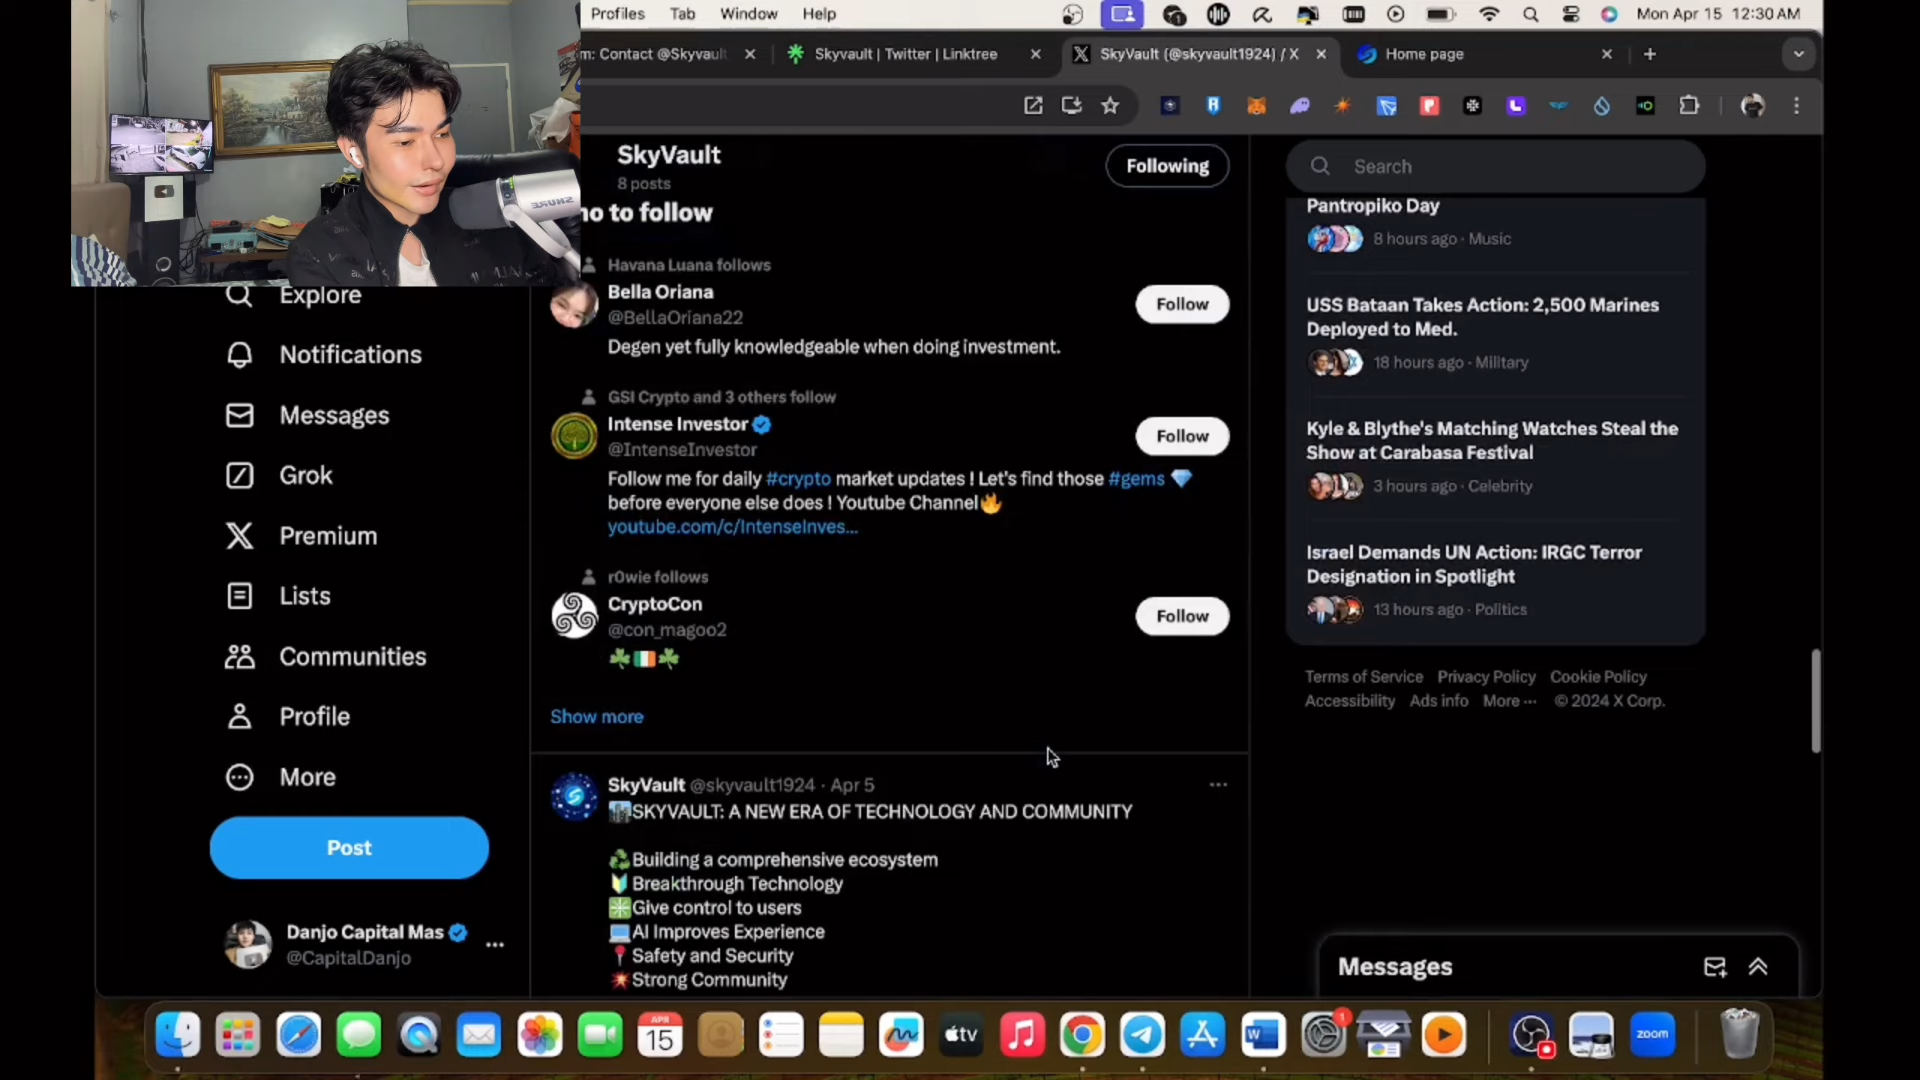 Profiles Tab Window Help Mon Apr 15 12:30 AM
m: Contact @Skyvault Skyvault | Twitter | Linktree SkyVault (@skyvault1924) / X Home page
SkyVault
8 posts
Following
Search
ho to follow
Havana Luana follows
Bella Oriana
@BellaOriana22
Follow
Degen yet fully knowledgeable when doing investment.
GSI Crypto and 3 others follow
Intense Investor
@IntenseInvestor
Follow
Follow me for daily #crypto market updates ! Let's find those #gems 💎
before everyone else does ! Youtube Channel🔥
youtube.com/c/IntenseInves...
r0wie follows
CryptoCon
@con_magoo2
Follow
☘️🇮🇪☘️
Show more
SkyVault @skyvault1924 · Apr 5
SKYVAULT: A NEW ERA OF TECHNOLOGY AND COMMUNITY
Building a comprehensive ecosystem
Breakthrough Technology
Give control to users
AI Improves Experience
Safety and Security
Strong Community
Explore
Notifications
Messages
Grok
Premium
Lists
Communities
Profile
More
Post
Danjo Capital Mas
@CapitalDanjo
Pantropiko Day
8 hours ago · Music
USS Bataan Takes Action: 2,500 Marines
Deployed to Med.
18 hours ago · Military
Kyle & Blythe's Matching Watches Steal the
Show at Carabasa Festival
3 hours ago · Celebrity
Israel Demands UN Action: IRGC Terror
Designation in Spotlight
13 hours ago · Politics
Terms of Service Privacy Policy Cookie Policy
Accessibility Ads info More ··· © 2024 X Corp.
Messages
SHURE
APR
15
tv
W
1
zoom